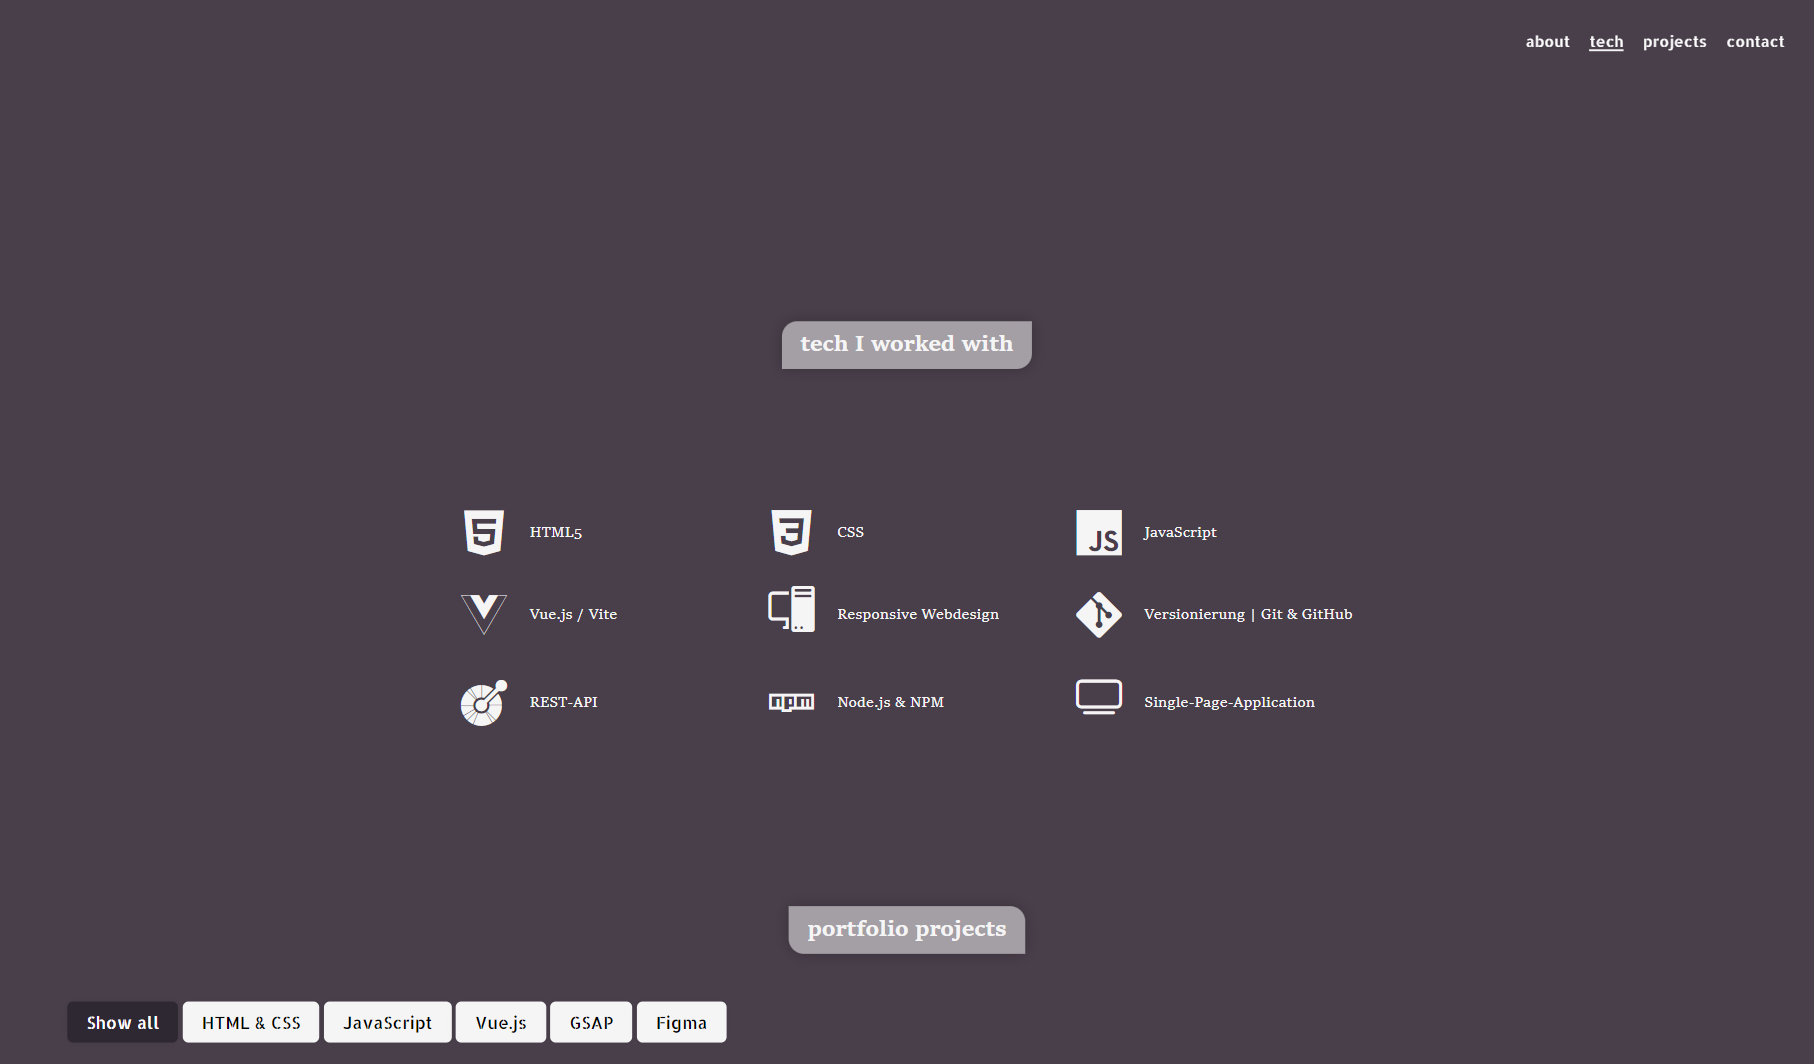 about tech projects contact
tech I worked with
5 HTML5 3 CSS JS JavaScript
Vue.js / Vite Responsive Webdesign Versionierung | Git & GitHub
REST-API npm Node.js & NPM Single-Page-Application
portfolio projects
Show all HTML & CSS JavaScript Vue.js GSAP Figma